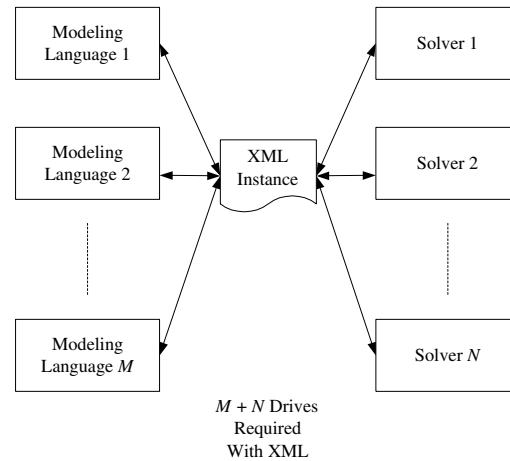 Modeling
Language 1
Solver 1
Modeling
Language 2
XML
Instance
Solver 2
Modeling
Language M
Solver N
M + N Drives
Required
With XML